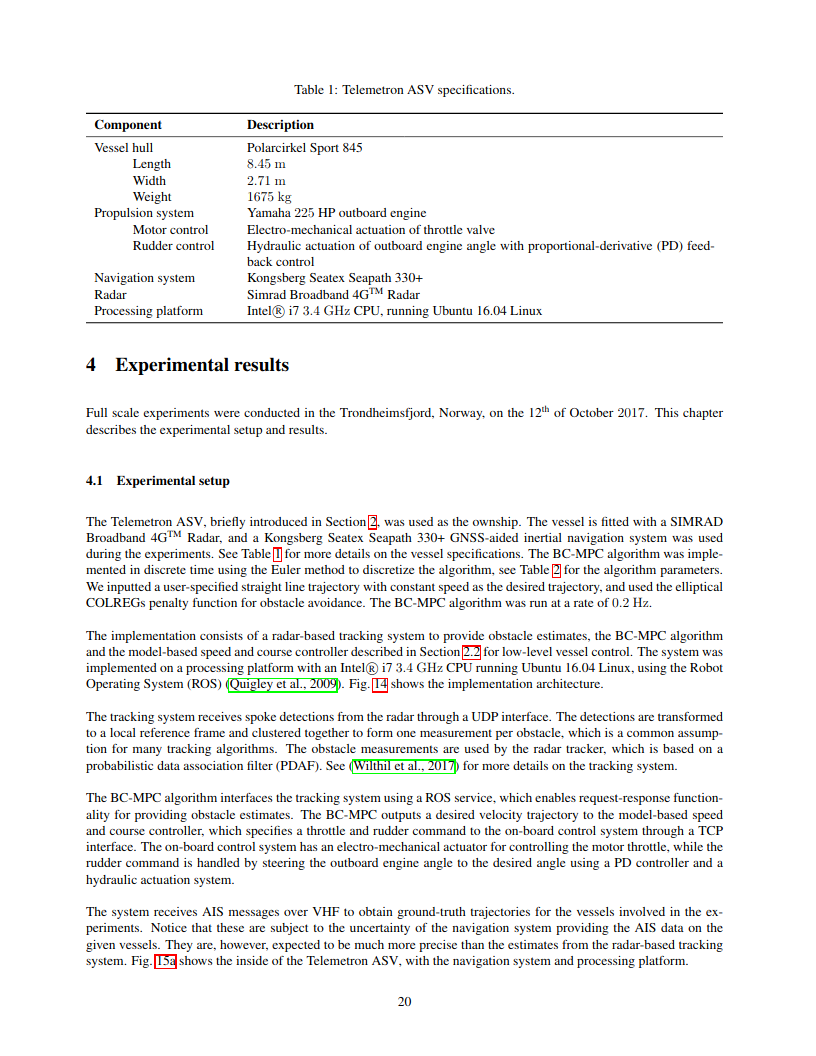 Table 1: Telemetron ASV specifications.
Component Description
Vessel hull Polarcirkel Sport 845
Length 8.45 m
Width 2.71 m
Weight 1675 kg
Propulsion system Yamaha 225 HP outboard engine
Motor control Electro-mechanical actuation of throttle valve
Rudder control Hydraulic actuation of outboard engine angle with proportional-derivative (PD) feed-
back control
Navigation system Kongsberg Seatex Seapath 330+
Radar Simrad Broadband 4G™ Radar
Processing platform Intel® i7 3.4 GHz CPU, running Ubuntu 16.04 Linux
4 Experimental results
Full scale experiments were conducted in the Trondheimsfjord, Norway, on the 12th of October 2017. This chapter
describes the experimental setup and results.
4.1 Experimental setup
The Telemetron ASV, briefly introduced in Section 2, was used as the ownship. The vessel is fitted with a SIMRAD
Broadband 4G™ Radar, and a Kongsberg Seatex Seapath 330+ GNSS-aided inertial navigation system was used
during the experiments. See Table 1 for more details on the vessel specifications. The BC-MPC algorithm was imple-
mented in discrete time using the Euler method to discretize the algorithm, see Table 2 for the algorithm parameters.
We inputted a user-specified straight line trajectory with constant speed as the desired trajectory, and used the elliptical
COLREGs penalty function for obstacle avoidance. The BC-MPC algorithm was run at a rate of 0.2 Hz.
The implementation consists of a radar-based tracking system to provide obstacle estimates, the BC-MPC algorithm
and the model-based speed and course controller described in Section 2.2 for low-level vessel control. The system was
implemented on a processing platform with an Intel® i7 3.4 GHz CPU running Ubuntu 16.04 Linux, using the Robot
Operating System (ROS) (Quigley et al., 2009). Fig. 14 shows the implementation architecture.
The tracking system receives spoke detections from the radar through a UDP interface. The detections are transformed
to a local reference frame and clustered together to form one measurement per obstacle, which is a common assump-
tion for many tracking algorithms. The obstacle measurements are used by the radar tracker, which is based on a
probabilistic data association filter (PDAF). See (Wilthil et al., 2017) for more details on the tracking system.
The BC-MPC algorithm interfaces the tracking system using a ROS service, which enables request-response function-
ality for providing obstacle estimates. The BC-MPC outputs a desired velocity trajectory to the model-based speed
and course controller, which specifies a throttle and rudder command to the on-board control system through a TCP
interface. The on-board control system has an electro-mechanical actuator for controlling the motor throttle, while the
rudder command is handled by steering the outboard engine angle to the desired angle using a PD controller and a
hydraulic actuation system.
The system receives AIS messages over VHF to obtain ground-truth trajectories for the vessels involved in the ex-
periments. Notice that these are subject to the uncertainty of the navigation system providing the AIS data on the
given vessels. They are, however, expected to be much more precise than the estimates from the radar-based tracking
system. Fig. 15a shows the inside of the Telemetron ASV, with the navigation system and processing platform.
20